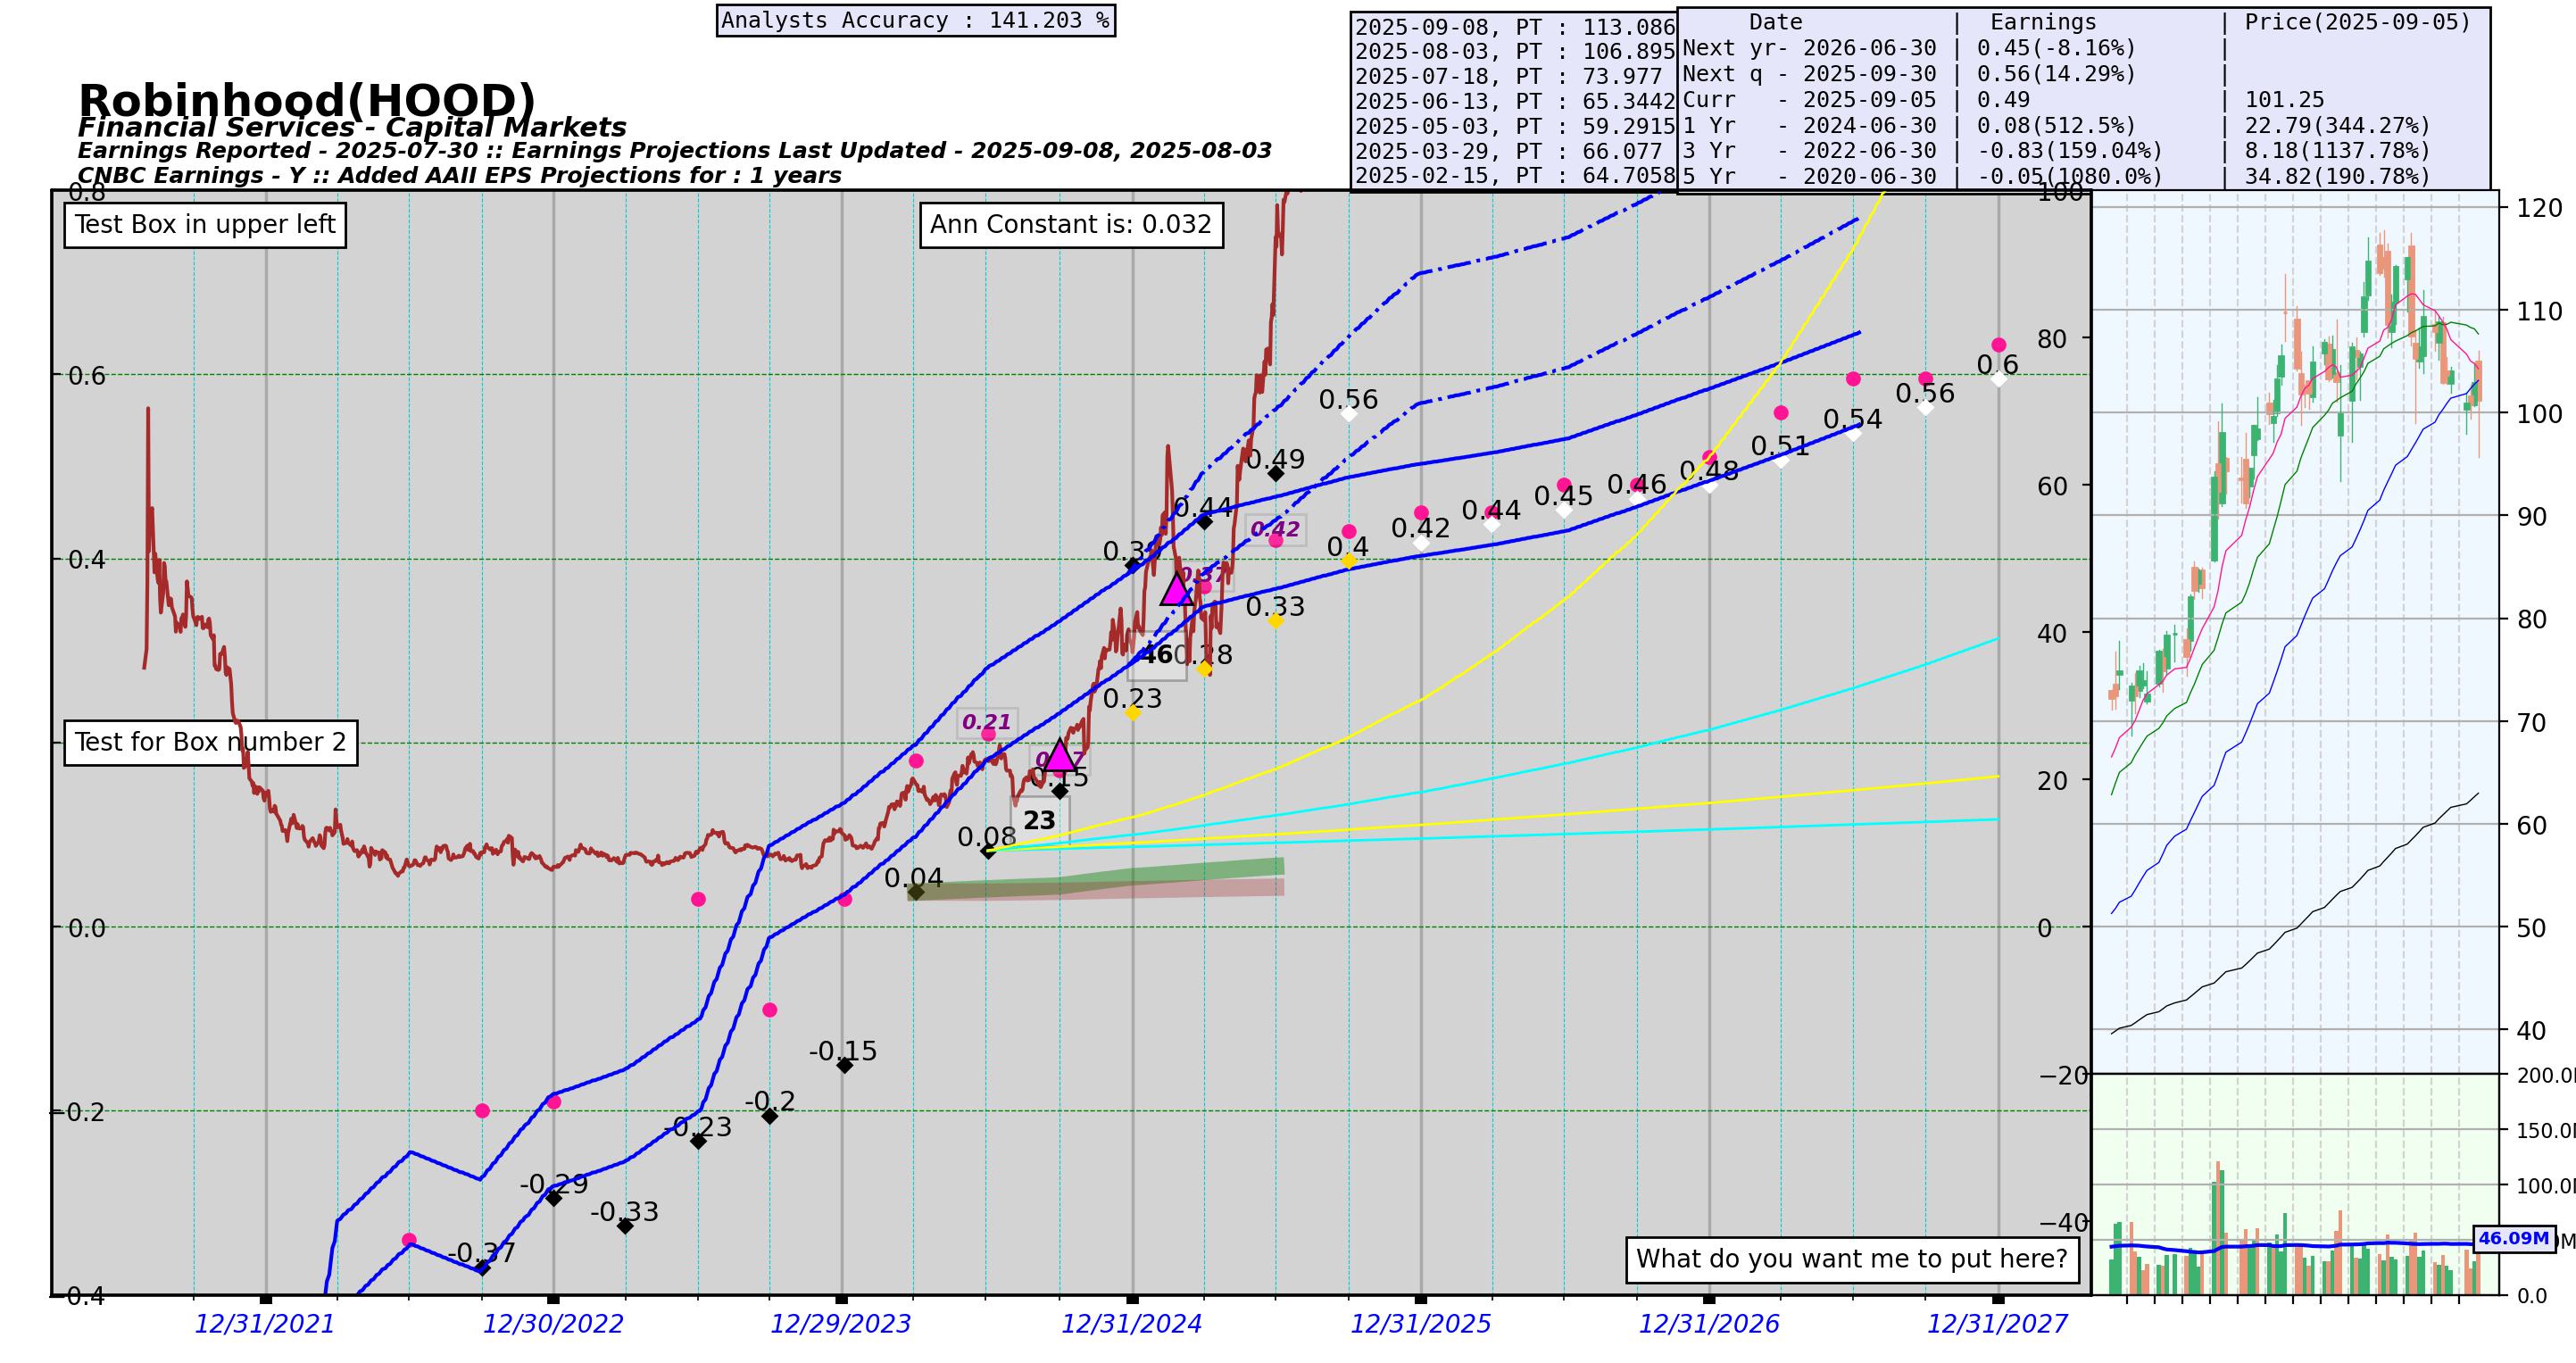 Analysts Accuracy : 141.203 %
2025-09-08, PT : 113.086
2025-08-03, PT : 106.895
2025-07-18, PT : 73.977
2025-06-13, PT : 65.3442
2025-05-03, PT : 59.2915
2025-03-29, PT : 66.077
2025-02-15, PT : 64.7058
Date | Earnings | Price(2025-09-05)
Next yr- 2026-06-30 | 0.45(-8.16%) |
Next q - 2025-09-30 | 0.56(14.29%) |
Curr - 2025-09-05 | 0.49 | 101.25
1 Yr - 2024-06-30 | 0.08(512.5%) | 22.79(344.27%)
3 Yr - 2022-06-30 | -0.83(159.04%) | 8.18(1137.78%)
5 Yr - 2020-06-30 | -0.05(1080.0%) | 34.82(190.78%)
Robinhood(HOOD)
Financial Services - Capital Markets
Earnings Reported - 2025-07-30 :: Earnings Projections Last Updated - 2025-09-08, 2025-08-03
CNBC Earnings - Y :: Added AAII EPS Projections for : 1 years
Test Box in upper left
Ann Constant is: 0.032
Test for Box number 2
What do you want me to put here?
0.8
0.6
0.4
0.0
−0.2
−0.4
-0.37
-0.29
-0.33
-0.23
-0.2
-0.15
0.04
0.08
0.21
23
0.15
0.23
46
0.28
0.44
0.37
0.49
0.42
0.33
0.56
0.4
0.42
0.44
0.45
0.46
0.48
0.51
0.54
0.56
0.6
100
80
60
40
20
0
−20
−40
120
110
100
90
80
70
60
50
40
200.0
150.0
100.0
46.09M
0.0
12/31/2021
12/30/2022
12/29/2023
12/31/2024
12/31/2025
12/31/2026
12/31/2027